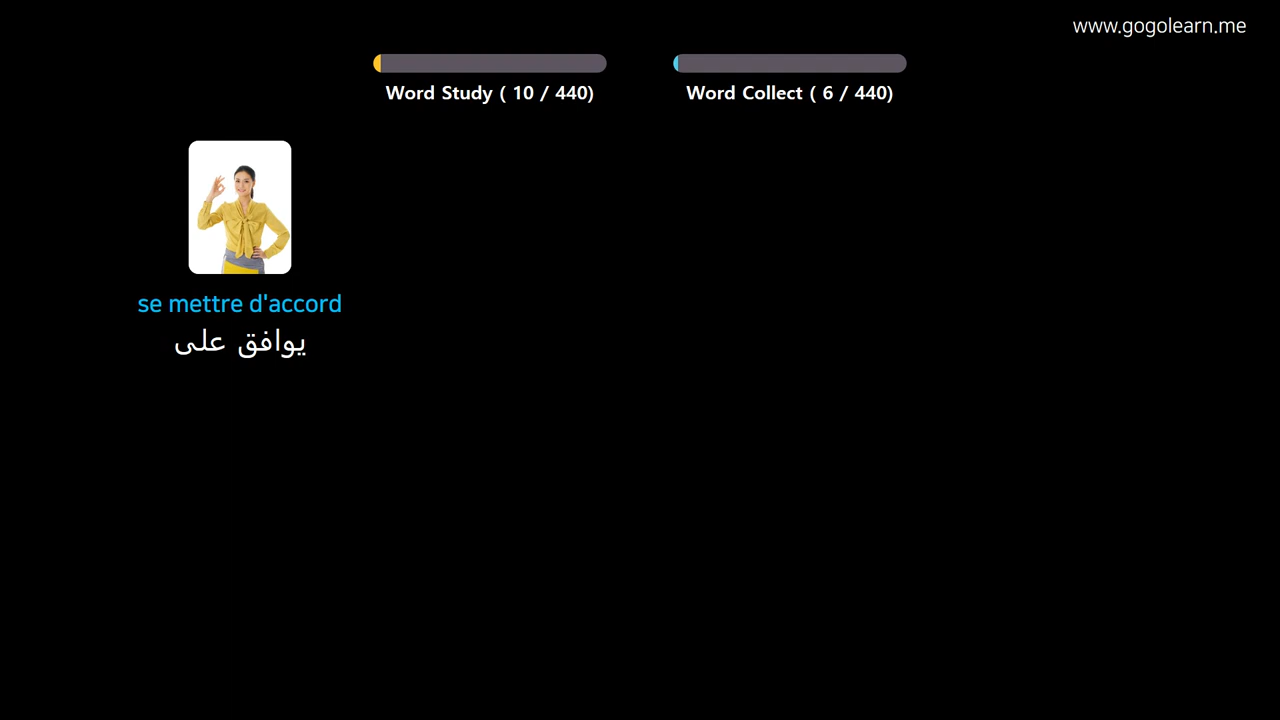 www.gogolearn.me
Word Study ( 10 / 440)
Word Collect ( 6 / 440)
se mettre d'accord
يوافق على